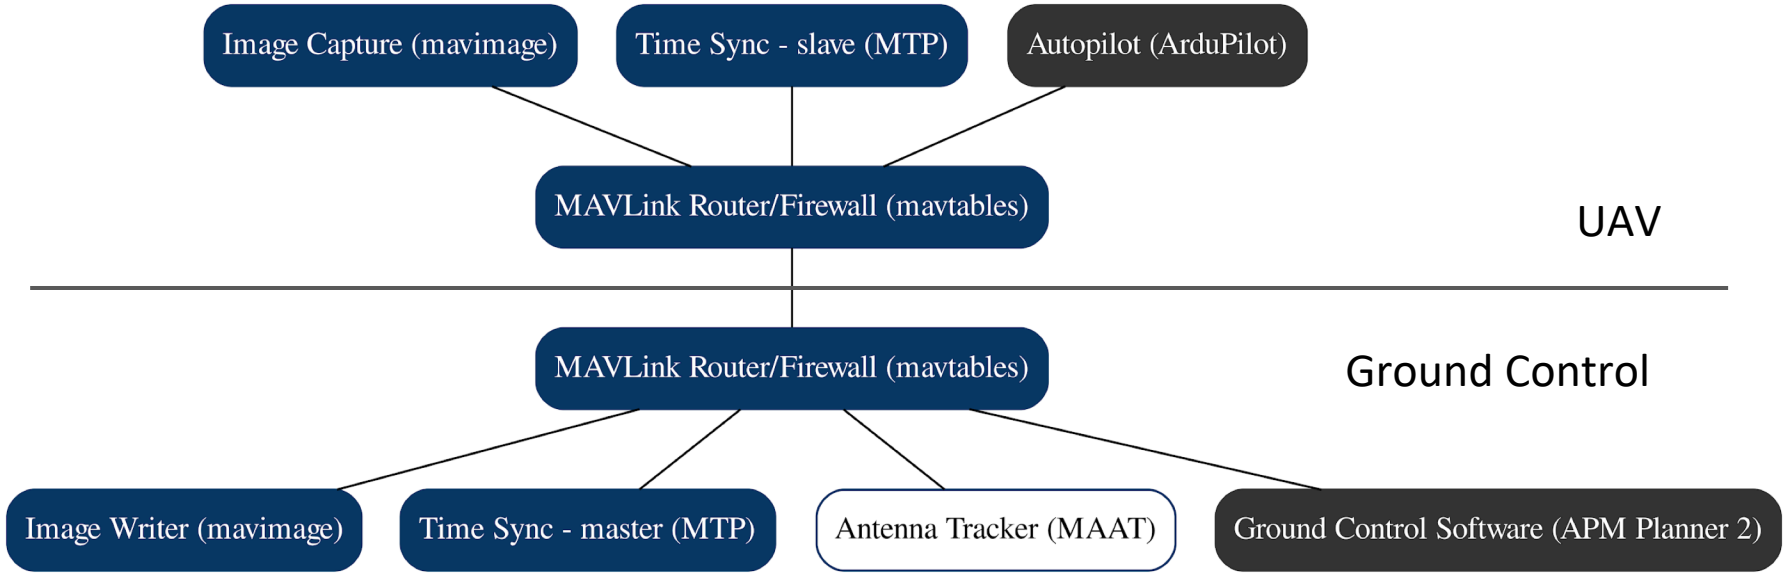 Image Capture (mavimage)
Time Sync - slave (MTP)
Autopilot (ArduPilot)
MAVLink Router/Firewall (mavtables)
UAV
MAVLink Router/Firewall (mavtables)
Ground Control
Image Writer (mavimage)
Time Sync - master (MTP)
Antenna Tracker (MAAT)
Ground Control Software (APM Planner 2)